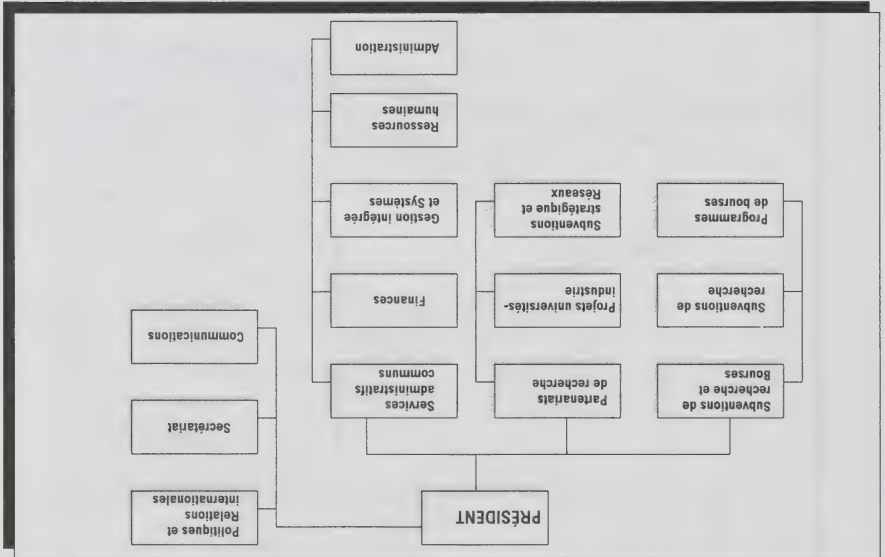 PRÉSIDENT
Politiques et
Relations
internationales
Secrétariat
Communications
Subventions de
recherche et
Bourses
Partenariats
de recherche
Services
administratifs
communs
Subventions de
recherche
Projets universités-
industrie
Finances
Programmes
de bourses
Subventions
stratégique et
Réseaux
Gestion intégrée
et Systèmes
Ressources
humaines
Administration